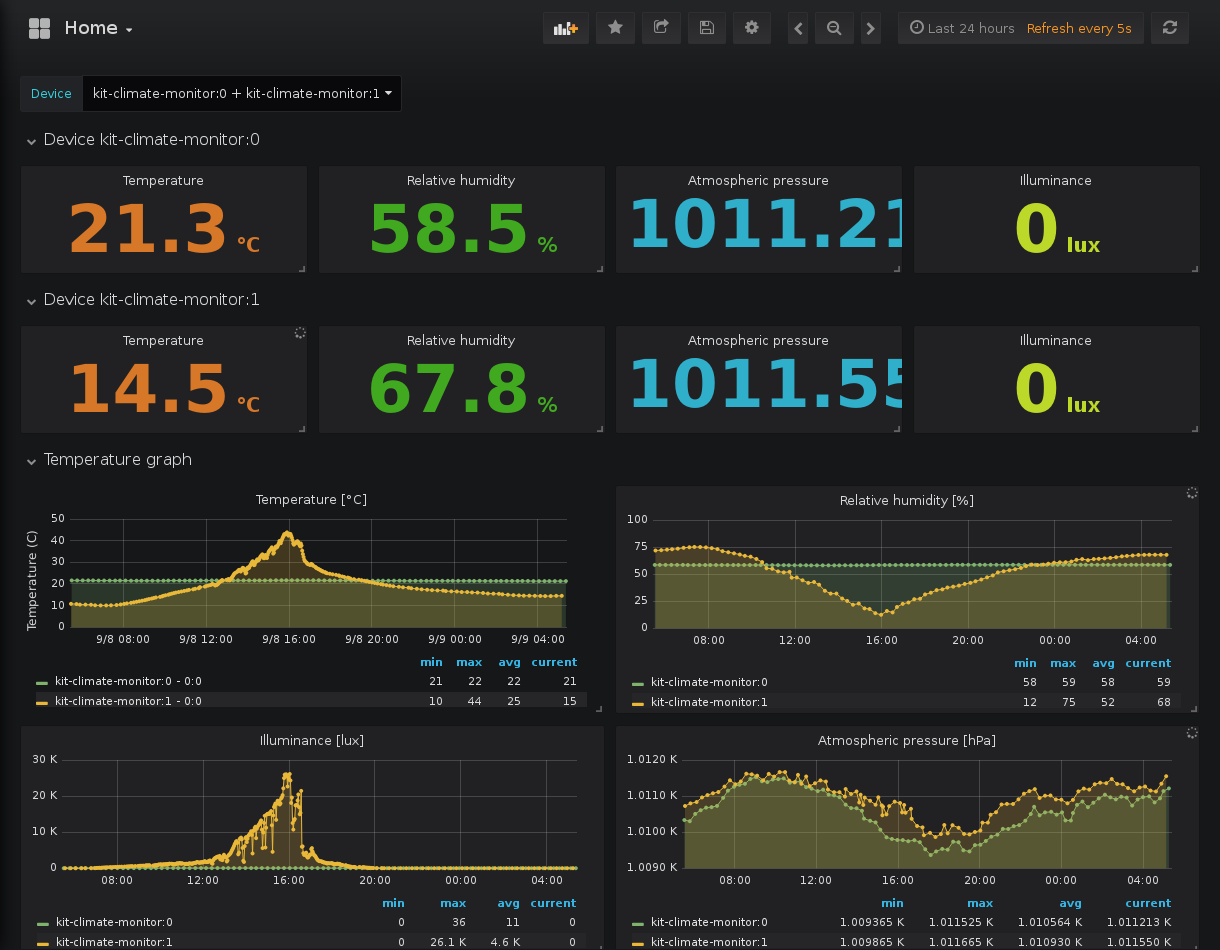 Home
Last 24 hours Refresh every 5s
Device kit-climate-monitor:0 + kit-climate-monitor:1
Device kit-climate-monitor:0
Temperature Relative humidity Atmospheric pressure Illuminance
21.3 °C 58.5 % 1011.21 0 lux
Device kit-climate-monitor:1
Temperature Relative humidity Atmospheric pressure Illuminance
14.5 °C 67.8 % 1011.55 0 lux
Temperature graph
Temperature [°C]
Temperature (C)
50
40
30
20
10
0
9/8 08:00 9/8 12:00 9/8 16:00 9/8 20:00 9/9 00:00 9/9 04:00
min max avg current
kit-climate-monitor:0 - 0:0 21 22 22 21
kit-climate-monitor:1 - 0:0 10 44 25 15
Relative humidity [%]
100
75
50
25
0
08:00 12:00 16:00 20:00 00:00 04:00
min max avg current
kit-climate-monitor:0 58 59 58 59
kit-climate-monitor:1 12 75 52 68
Illuminance [lux]
30 K
20 K
10 K
0
08:00 12:00 16:00 20:00 00:00 04:00
min max avg current
kit-climate-monitor:0 0 36 11 0
kit-climate-monitor:1 0 26.1 K 4.6 K 0
Atmospheric pressure [hPa]
1.0120 K
1.0110 K
1.0100 K
1.0090 K
08:00 12:00 16:00 20:00 00:00 04:00
min max avg current
kit-climate-monitor:0 1.009365 K 1.011525 K 1.010564 K 1.011213 K
kit-climate-monitor:1 1.009865 K 1.011665 K 1.010930 K 1.011550 K